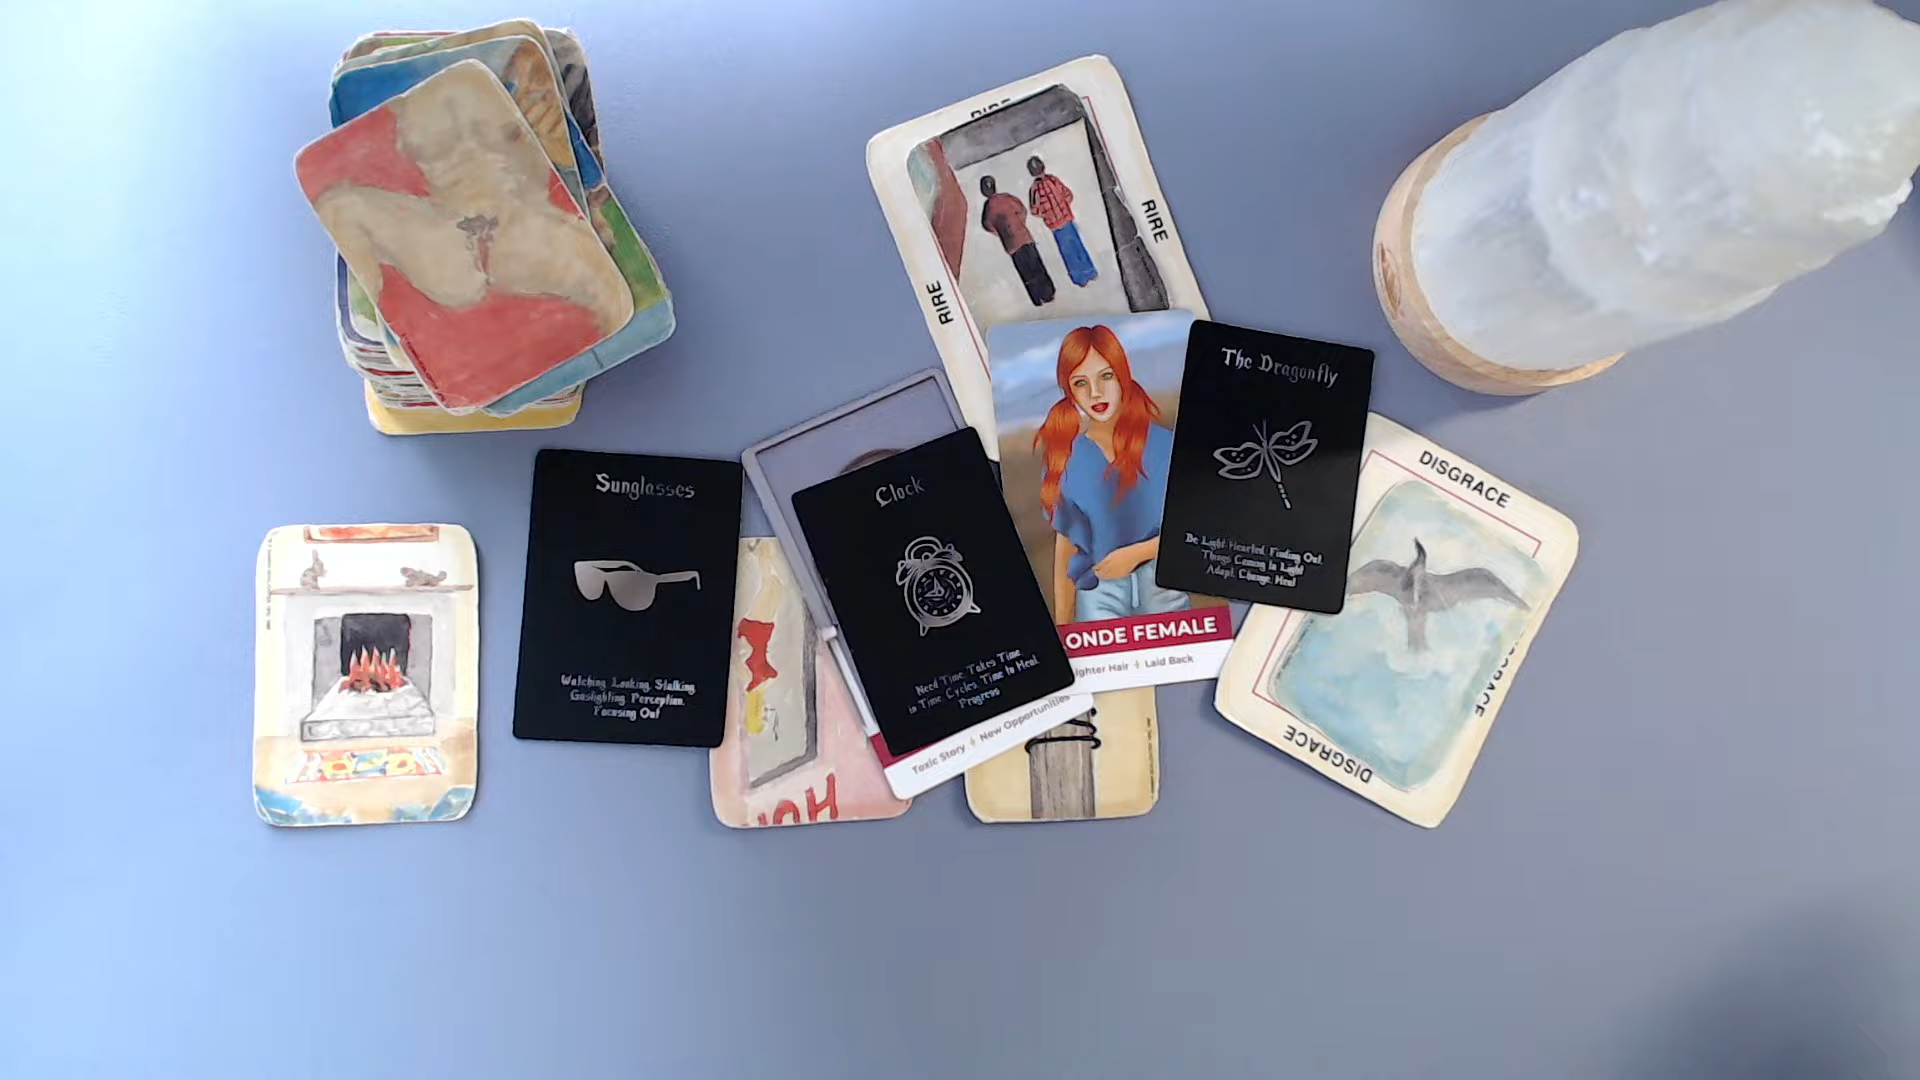 RIRE
RIRE
The Dragonfly
Be Light Hearted, Finding Out,
Things Coming to Light
Adapt, Change, Heal
DISGRACE
DISGRACE
Sunglasses
Watching, Looking, Stalking,
Gaslighting, Perception,
Focusing Out
Clock
Need Time, Takes Time,
in Time, Cycles, Time to Heal,
Progress
ONDE FEMALE
ghter Hair Laid Back
Toxic Story New Opportunities